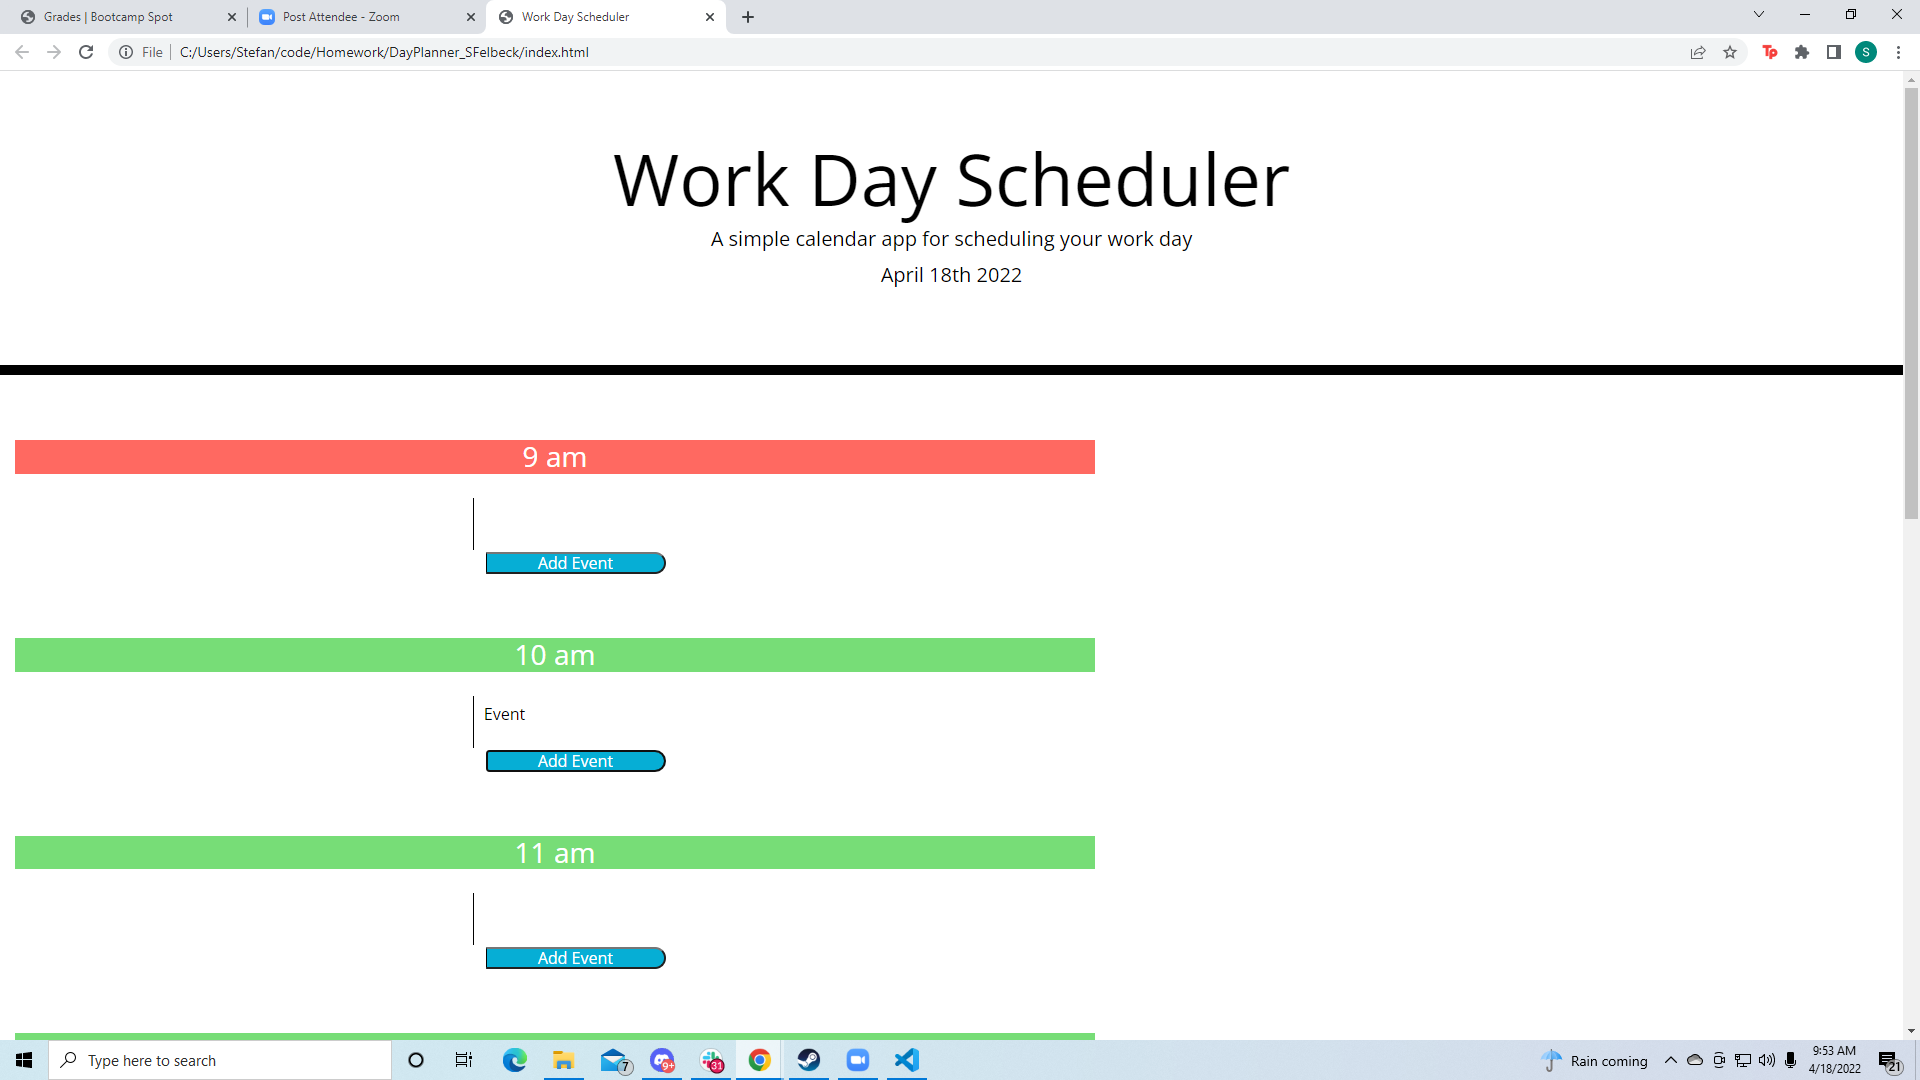 Grades | Bootcamp Spot
Post Attendee - Zoom
Work Day Scheduler
File
C:/Users/Stefan/code/Homework/DayPlanner_SFelbeck/index.html
Tp
S
Work Day Scheduler
A simple calendar app for scheduling your work day
April 18th 2022
9 am
Add Event
10 am
Event
Add Event
11 am
Add Event
Type here to search
7
9+
31
Rain coming
9:53 AM
4/18/2022
21